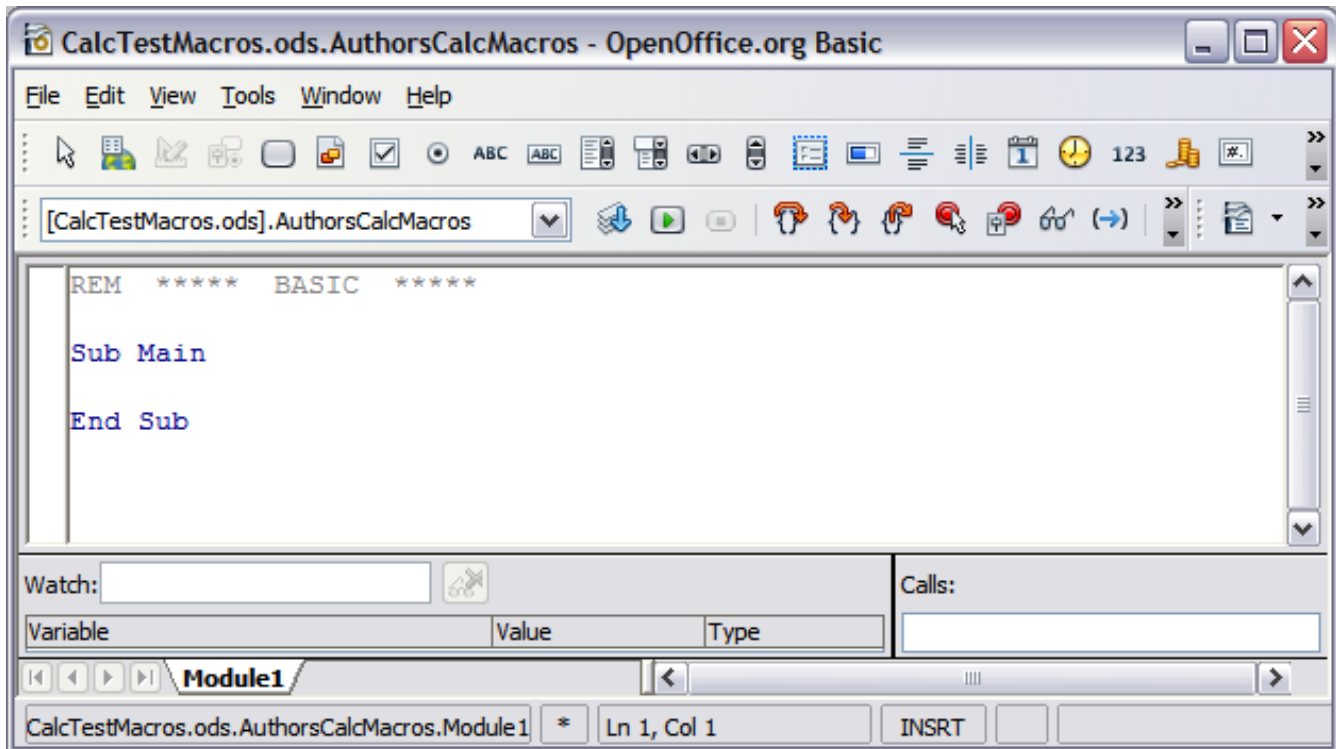 CalcTestMacros.ods.AuthorsCalcMacros - OpenOffice.org Basic
File Edit View Tools Window Help
ABC ABC 1 123 #.
[CalcTestMacros.ods].AuthorsCalcMacros
REM ***** BASIC *****
Sub Main
End Sub
Watch: Calls:
Variable Value Type
Module1
CalcTestMacros.ods.AuthorsCalcMacros.Module1 * Ln 1, Col 1 INSRT